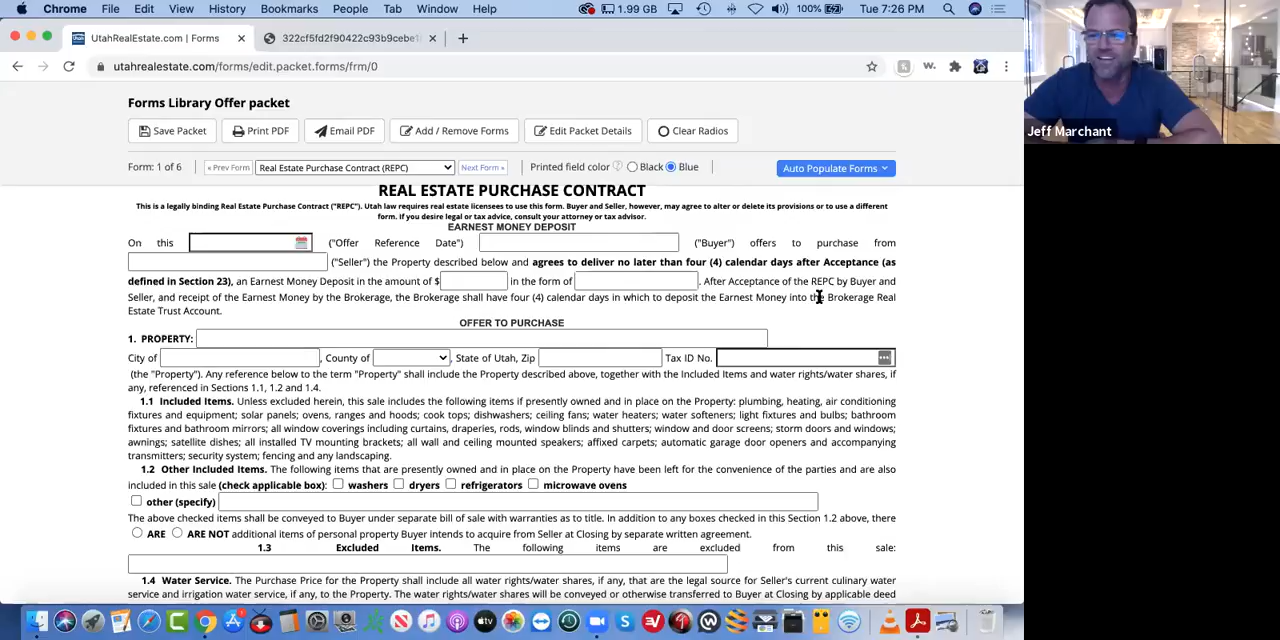 Chrome File Edit View History Bookmarks People Tab Window Help 1.99 GB 100% Tue 7:26 PM
UtahRealEstate.com | Forms × ×
utahrealestate.com/forms/edit.packet.forms/frm/0 w.
Forms Library Offer packet
Save Packet Print PDF Email PDF Add / Remove Forms Edit Packet Details Clear Radios
Form: 1 of 6 « Prev Form Real Estate Purchase Contract (REPC) Next Form » Printed field color ? Black Blue Auto Populate Forms
REAL ESTATE PURCHASE CONTRACT
This is a legally binding Real Estate Purchase Contract ("REPC"). Utah law requires real estate licensees to use this form. Buyer and Seller, however, may agree to alter or delete its provisions or to use a different
form. If you desire legal or tax advice, consult your attorney or tax advisor.
EARNEST MONEY DEPOSIT
On this ("Offer Reference Date") ("Buyer") offers to purchase from
("Seller") the Property described below and agrees to deliver no later than four (4) calendar days after Acceptance (as
defined in Section 23), an Earnest Money Deposit in the amount of $ in the form of . After Acceptance of the REPC by Buyer and
Seller, and receipt of the Earnest Money by the Brokerage, the Brokerage shall have four (4) calendar days in which to deposit the Earnest Money into the Brokerage Real
Estate Trust Account.
OFFER TO PURCHASE
1. PROPERTY:
City of , County of , State of Utah, Zip Tax ID No.
(the "Property"). Any reference below to the term "Property" shall include the Property described above, together with the Included Items and water rights/water shares, if
any, referenced in Sections 1.1, 1.2 and 1.4.
1.1 Included Items. Unless excluded herein, this sale includes the following items if presently owned and in place on the Property: plumbing, heating, air conditioning
fixtures and equipment; solar panels; ovens, ranges and hoods; cook tops; dishwashers; ceiling fans; water heaters; water softeners; light fixtures and bulbs; bathroom
fixtures and bathroom mirrors; all window coverings including curtains, draperies, rods, window blinds and shutters; window and door screens; storm doors and windows;
awnings; satellite dishes; all installed TV mounting brackets; all wall and ceiling mounted speakers; affixed carpets; automatic garage door openers and accompanying
transmitters; security system; fencing and any landscaping.
1.2 Other Included Items. The following items that are presently owned and in place on the Property have been left for the convenience of the parties and are also
included in this sale (check applicable box): washers dryers refrigerators microwave ovens
other (specify)
The above checked items shall be conveyed to Buyer under separate bill of sale with warranties as to title. In addition to any boxes checked in this Section 1.2 above, there
ARE ARE NOT additional items of personal property Buyer intends to acquire from Seller at Closing by separate written agreement.
1.3 Excluded Items. The following items are excluded from this sale:
1.4 Water Service. The Purchase Price for the Property shall include all water rights/water shares, if any, that are the legal source for Seller's current culinary water
service and irrigation water service, if any, to the Property. The water rights/water shares will be conveyed or otherwise transferred to Buyer at Closing by applicable deed
Jeff Marchant